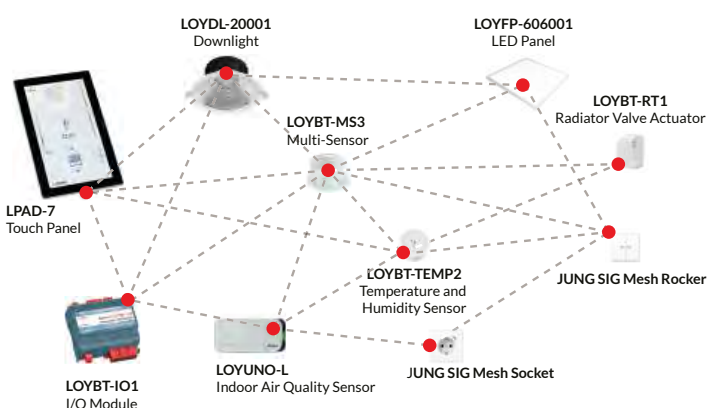 LOYDL-20001
Downlight
LOYFP-606001
LED Panel
LOYBT-RT1
Radiator Valve Actuator
LOYBT-MS3
Multi-Sensor
LPAD-7
Touch Panel
LOYBT-TEMP2
Temperature and
Humidity Sensor
JUNG SIG Mesh Rocker
LOYBT-IO1
I/O Module
LOYUNO-L
Indoor Air Quality Sensor
JUNG SIG Mesh Socket